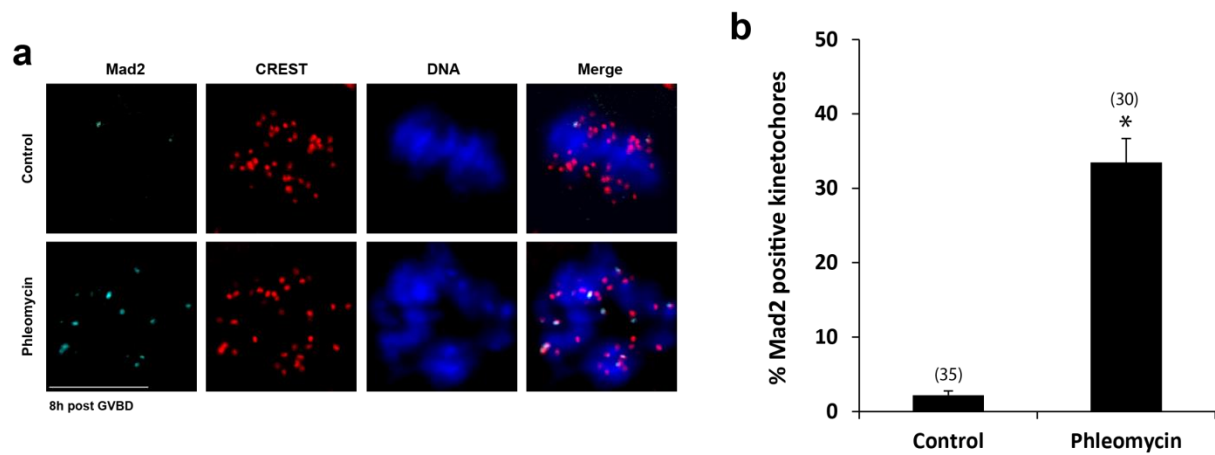 a
Mad2 CREST DNA Merge
Control
Phleomycin
8h post GVBD
b
% Mad2 positive kinetochores
50
40
30
20
10
0
(35)
(30)
*
Control Phleomycin